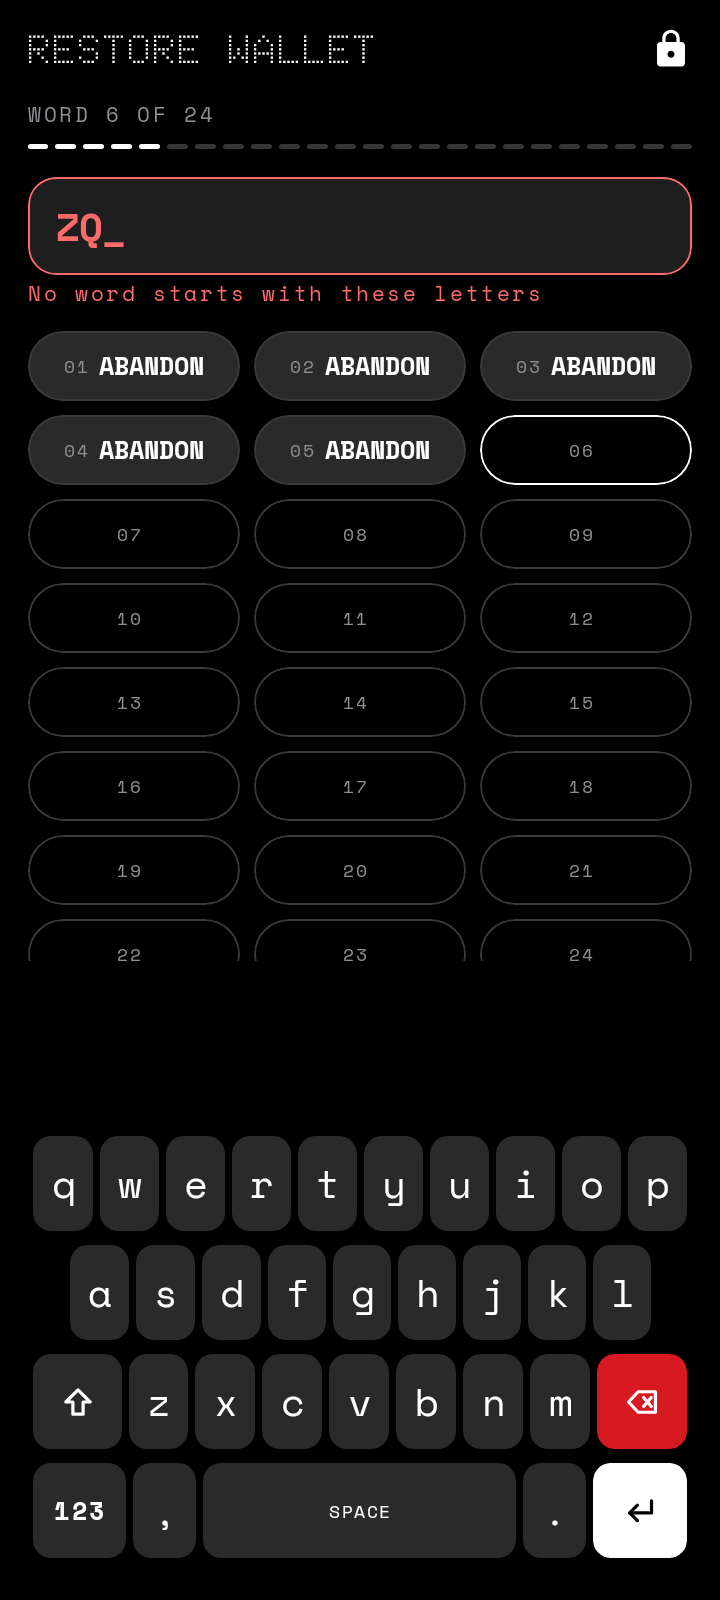 RESTORE WALLET
WORD 6 OF 24
ZQ_
No word starts with these letters
01 ABANDON 02 ABANDON 03 ABANDON
04 ABANDON 05 ABANDON 06
07 08 09
10 11 12
13 14 15
16 17 18
19 20 21
22 23 24
q w e r t y u i o p
a s d f g h j k l
z x c v b n m
123 , SPACE .